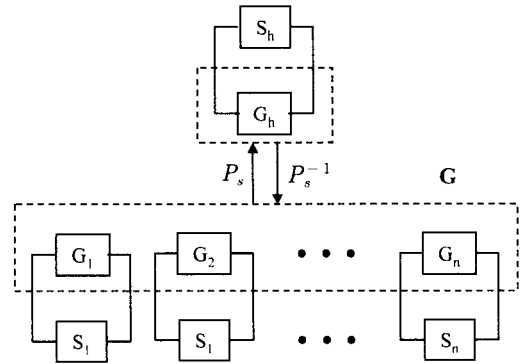 S_h
G_h
P_s P_s^{-1}
G
G_1 G_2 • • • G_n
S_1 S_1 • • • S_n